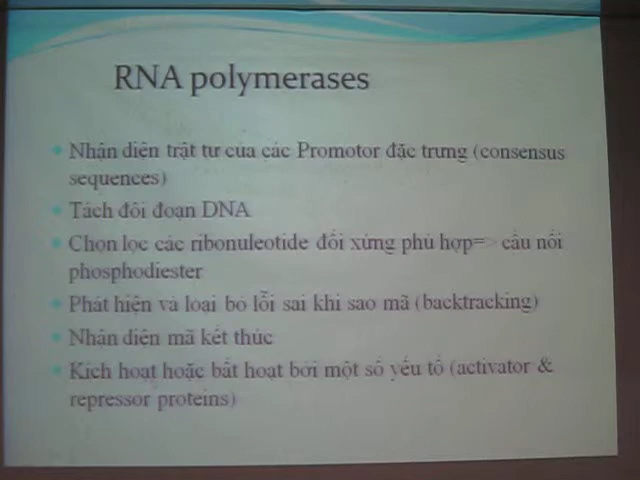 RNA polymerases
Nhận diện trật tự của các Promotor đặc trưng (consensus
sequences)
Tách đôi đoạn DNA
Chọn lọc các ribonuleotide đối xứng phù hợp=> cầu nối
phosphodiester
Phát hiện và loại bỏ lỗi sai khi sao mã (backtracking)
Nhận diện mã kết thúc
Kích hoạt hoặc bất hoạt bởi một số yếu tố (activator &
repressor proteins)